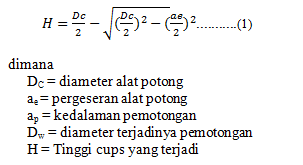 H = Dc/2 − √((Dc/2)² − (ae/2)²...........(1)
dimana
D_C = diameter alat potong
a_e = pergeseran alat potong
a_p = kedalaman pemotongan
D_w = diameter terjadinya pemotongan
H = Tinggi cups yang terjadi